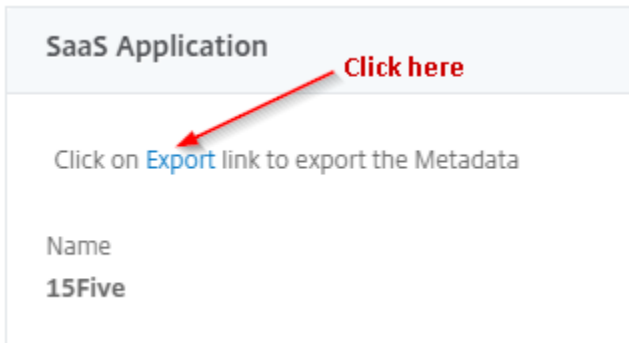 SaaS Application
Click here
Click on Export link to export the Metadata
Name
15Five